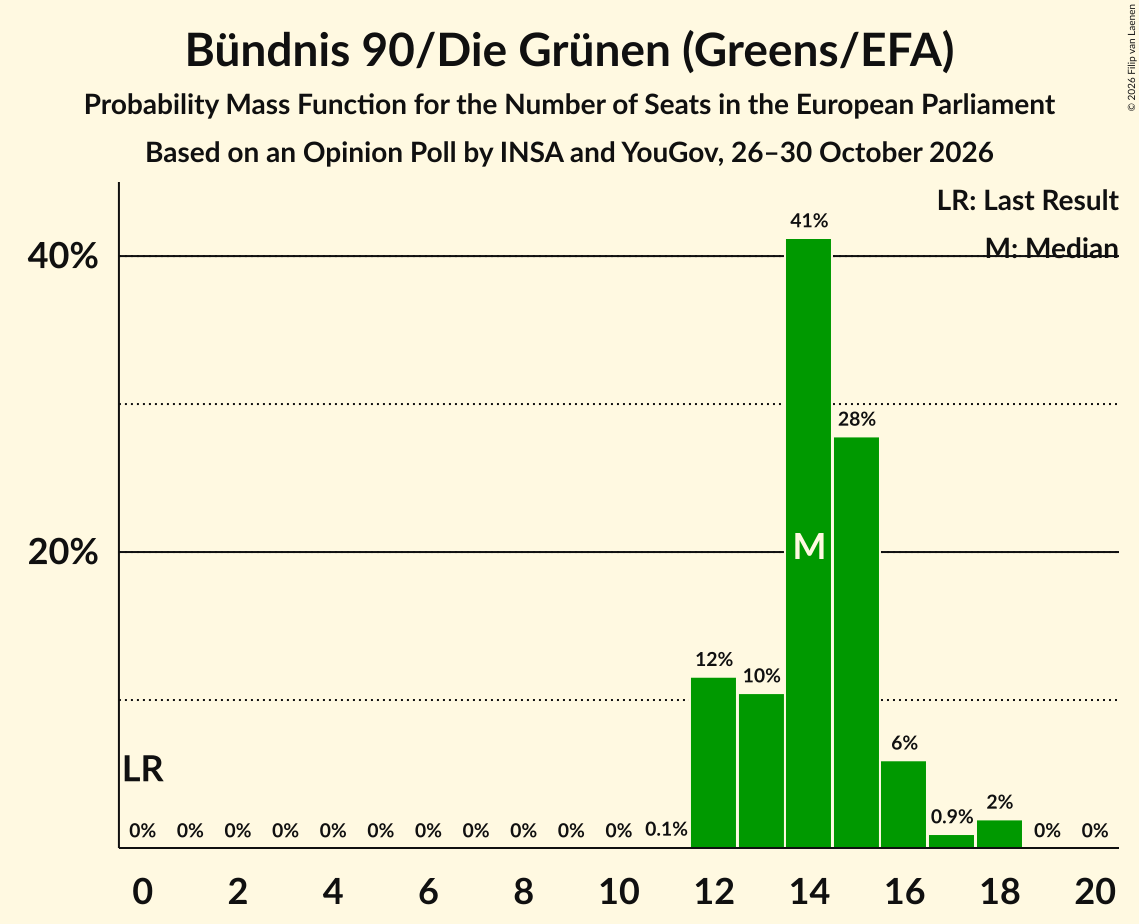 Bündnis 90/Die Grünen (Greens/EFA)
Probability Mass Function for the Number of Seats in the European Parliament
Based on an Opinion Poll by INSA and YouGov, 26–30 October 2026
© 2026 Filip van Laenen
LR: Last Result
M: Median
40%
20%
41%
28%
M
12%
10%
6%
LR
0% 0% 0% 0% 0% 0% 0% 0% 0% 0% 0% 0.1% 0.9% 2% 0% 0%
0 2 4 6 8 10 12 14 16 18 20